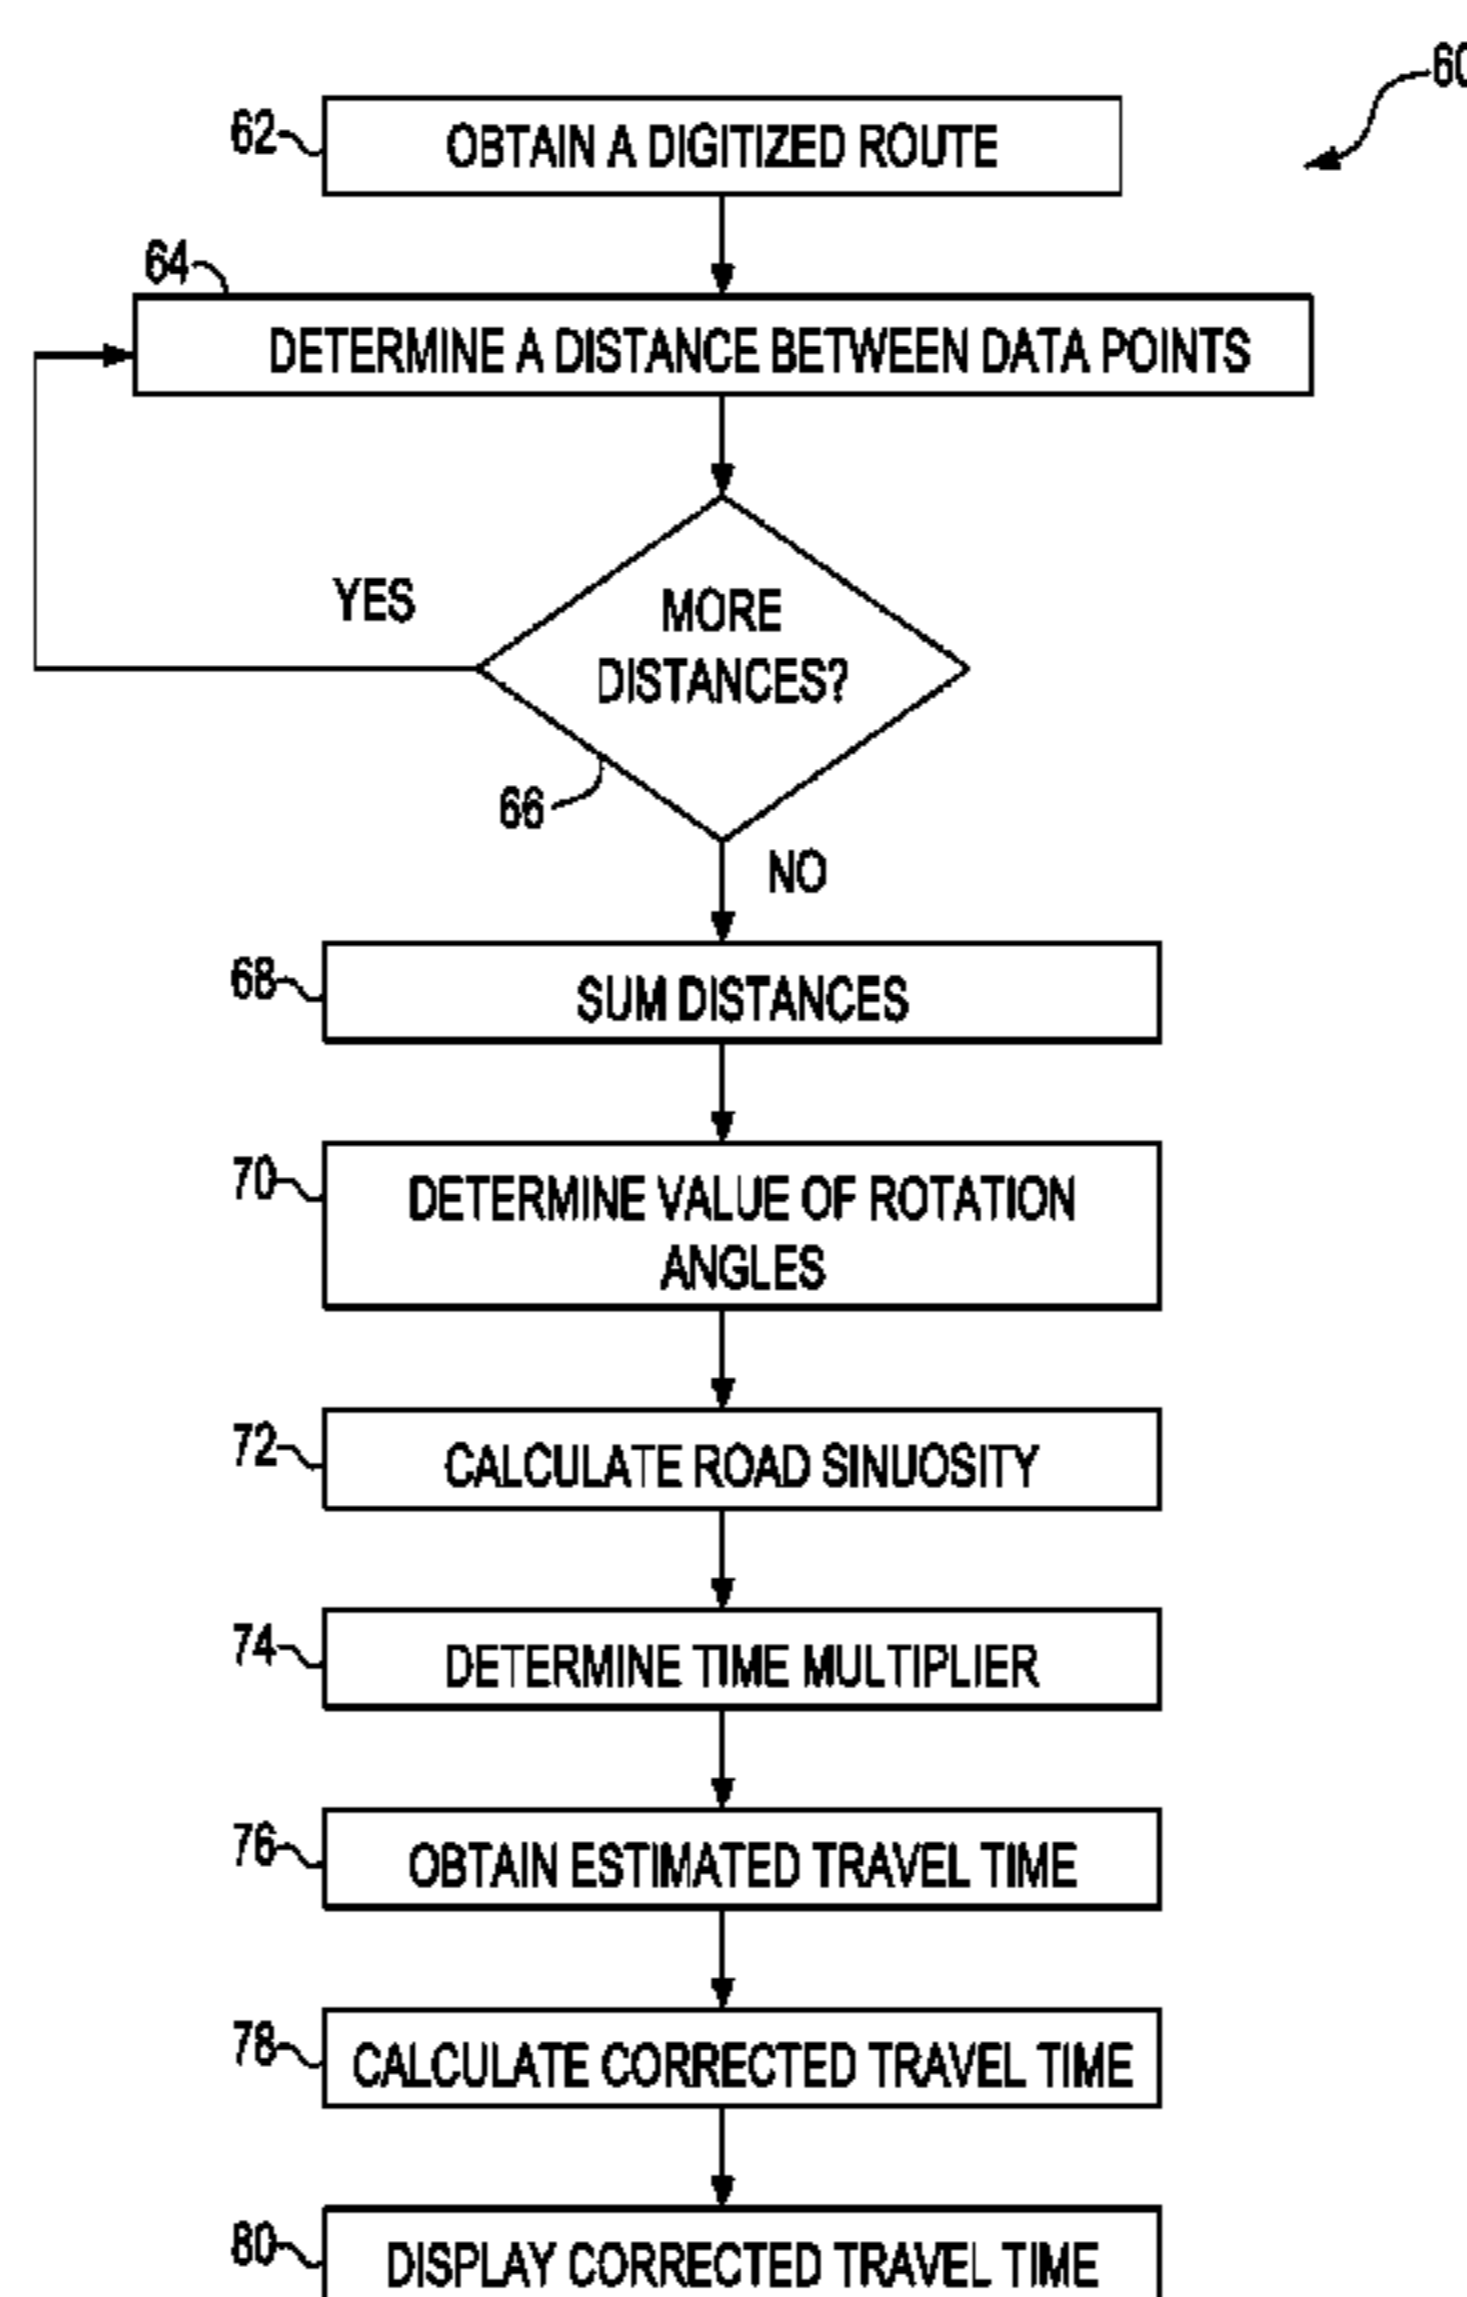 60
62
OBTAIN A DIGITIZED ROUTE
64
DETERMINE A DISTANCE BETWEEN DATA POINTS
YES
MORE
DISTANCES?
66
NO
68
SUM DISTANCES
70
DETERMINE VALUE OF ROTATION
ANGLES
72
CALCULATE ROAD SINUOSITY
74
DETERMINE TIME MULTIPLIER
76
OBTAIN ESTIMATED TRAVEL TIME
78
CALCULATE CORRECTED TRAVEL TIME
80
DISPLAY CORRECTED TRAVEL TIME